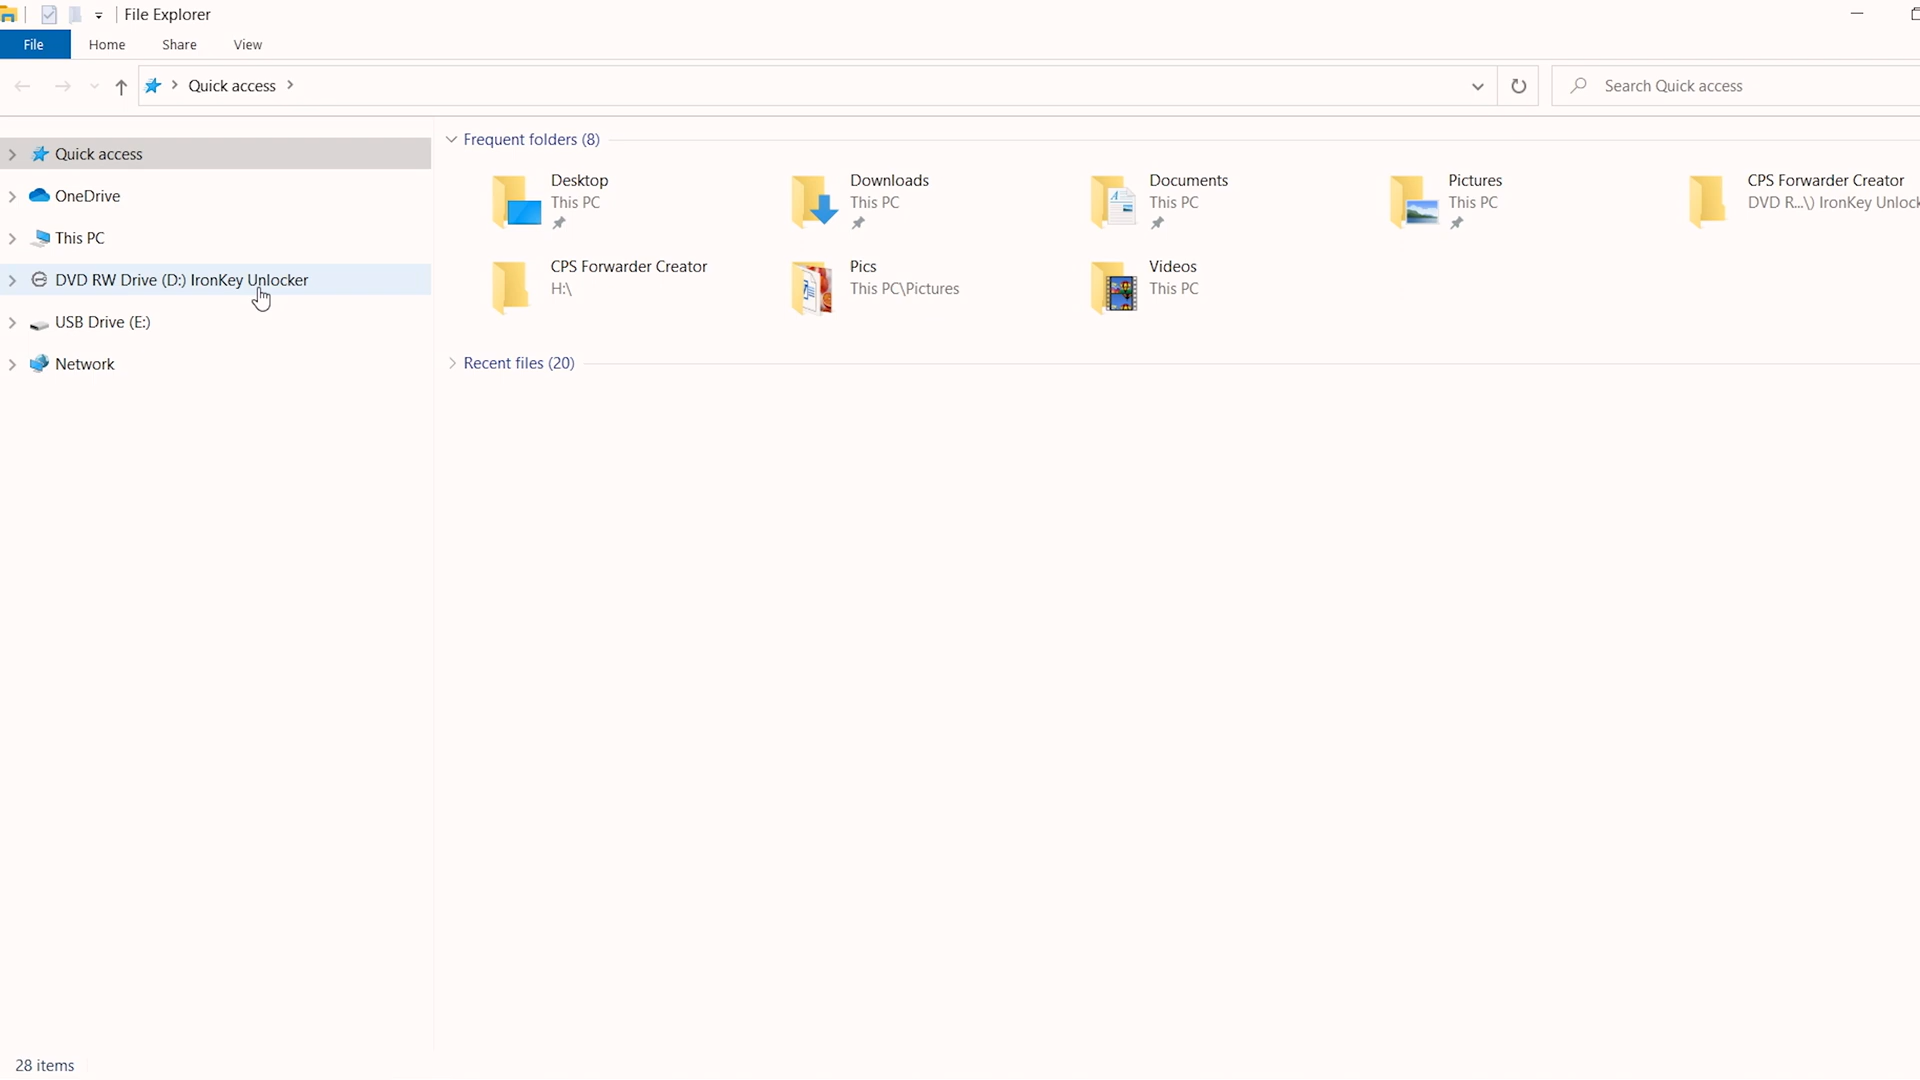 File Explorer
File Home Share View
Quick access
Search Quick access
Quick access
OneDrive
This PC
DVD RW Drive (D:) IronKey Unlocker
USB Drive (E:)
Network
Frequent folders (8)
Desktop
This PC
Downloads
This PC
Documents
This PC
Pictures
This PC
CPS Forwarder Creator
DVD R...\) IronKey Unlock
CPS Forwarder Creator
H:\
Pics
This PC\Pictures
Videos
This PC
Recent files (20)
28 items